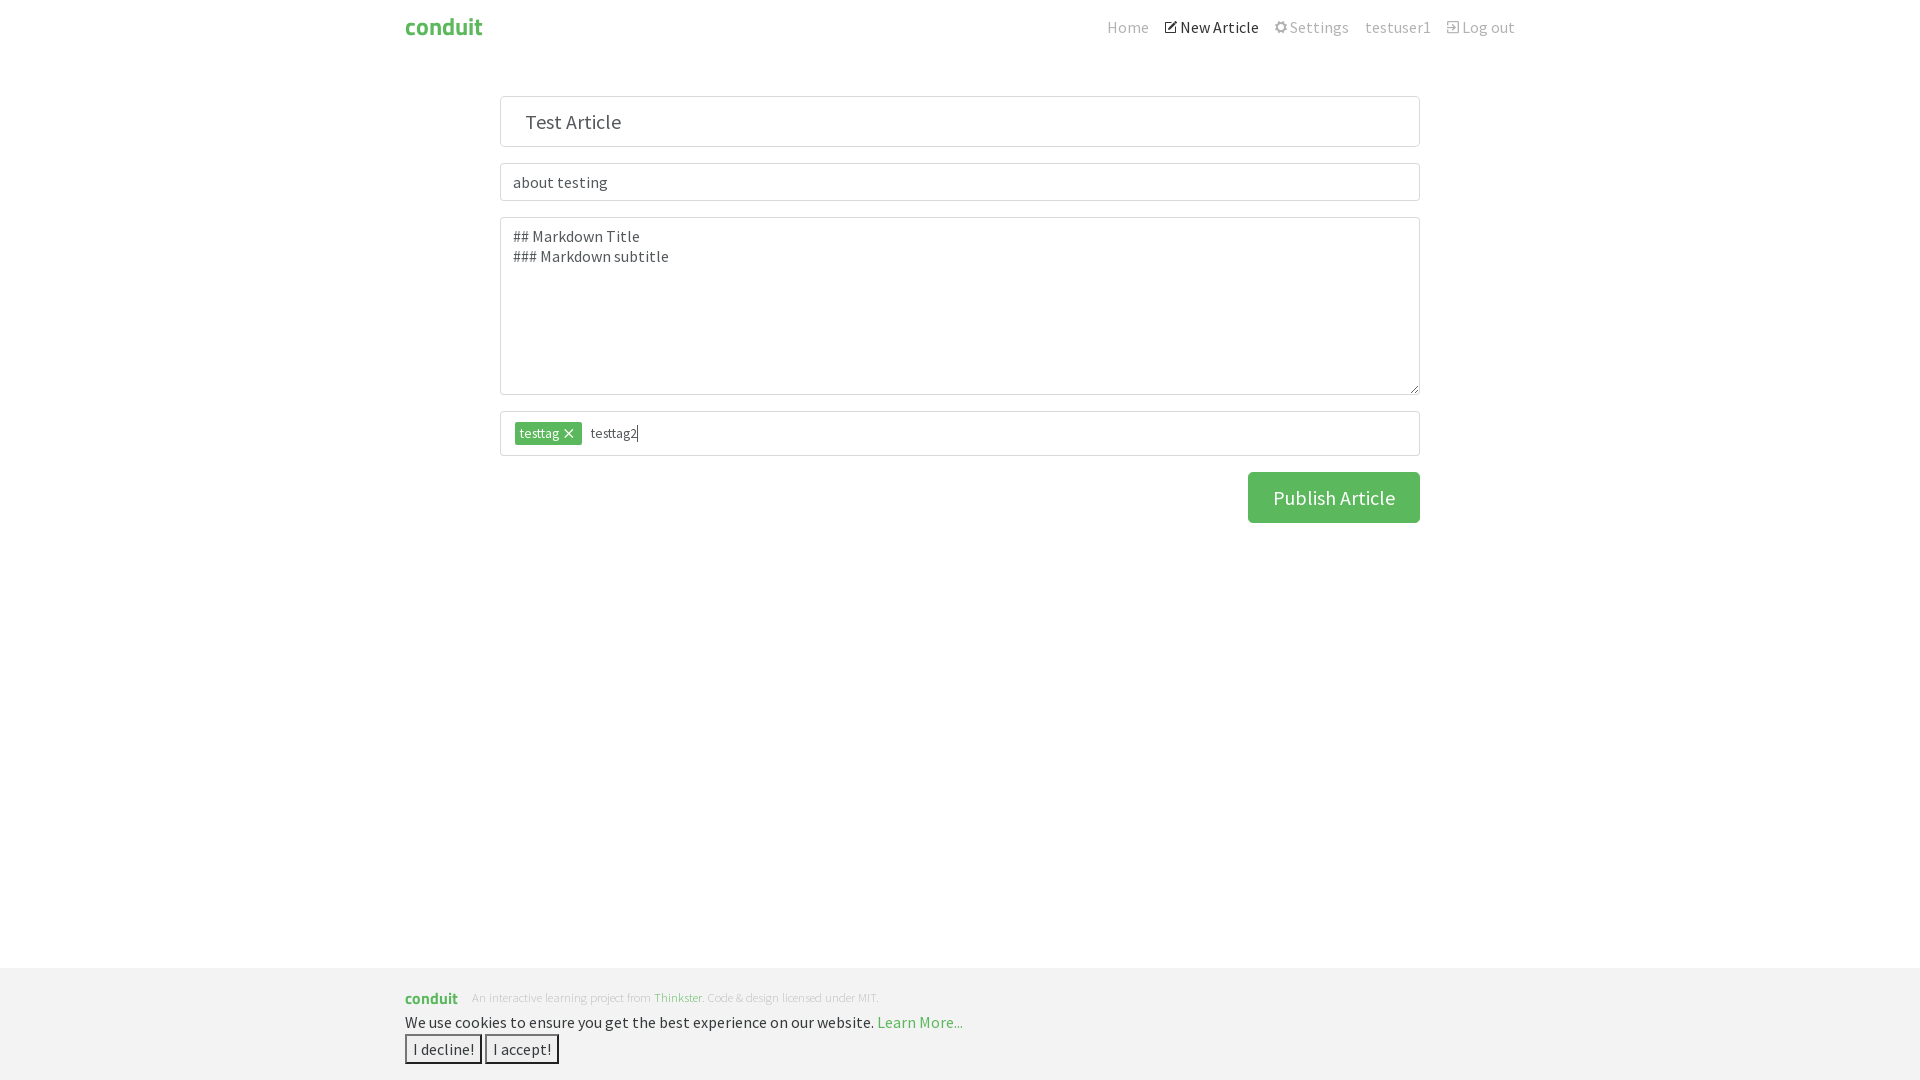 conduit
Home New Article Settings testuser1 Log out
Test Article
about testing
## Markdown Title
### Markdown subtitle
testtag testtag2
Publish Article
conduit An interactive learning project from Thinkster. Code & design licensed under MIT.
We use cookies to ensure you get the best experience on our website. Learn More...
I decline! I accept!